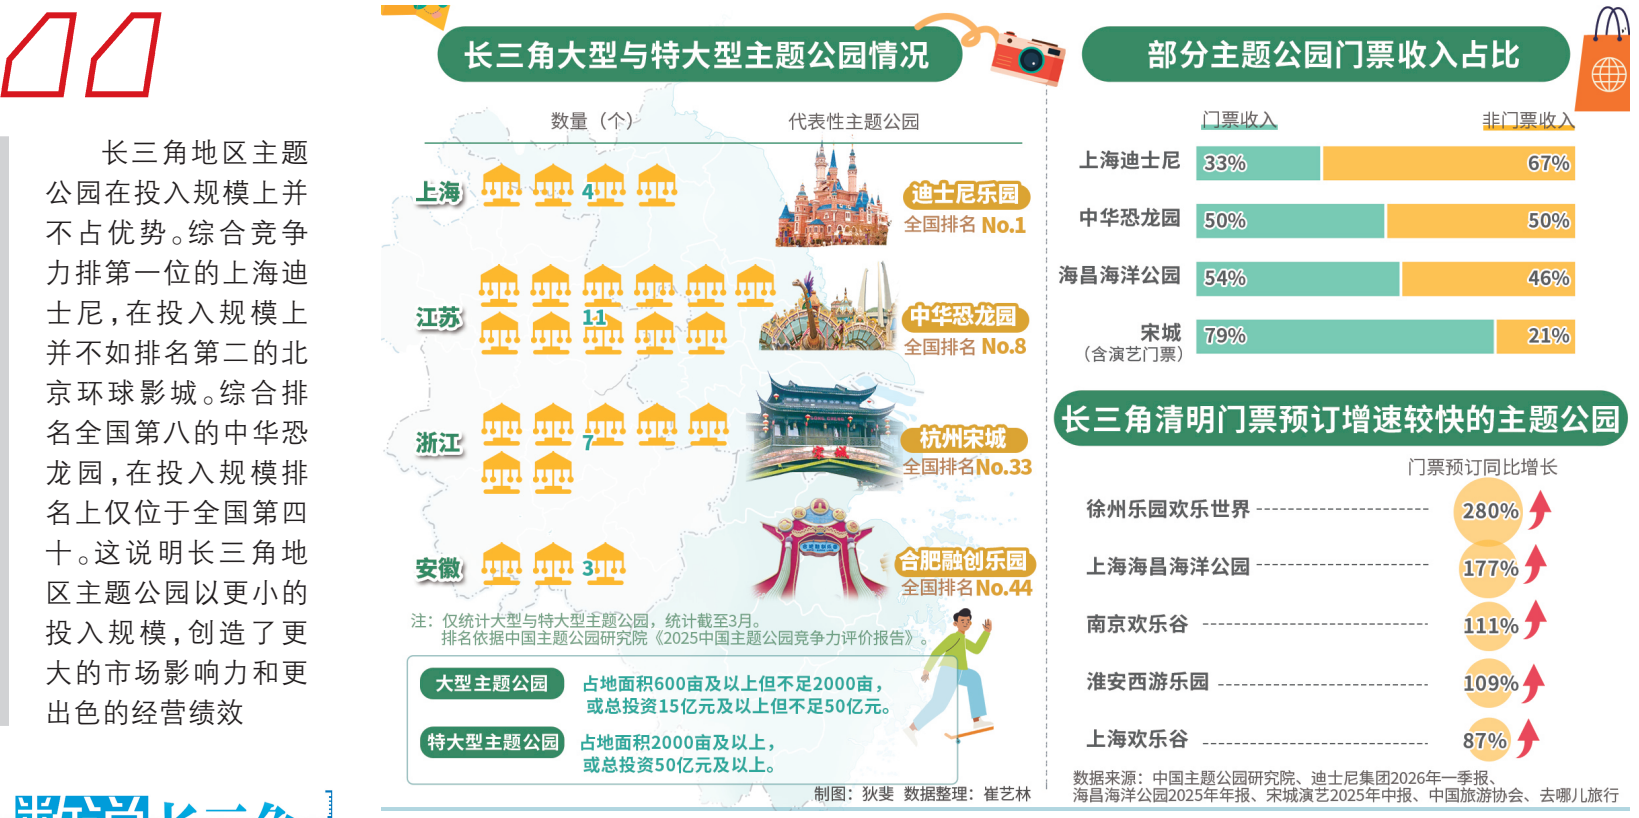 长三角地区主题
公园在投入规模上并
不占优势。综合竞争
力排第一位的上海迪
士尼，在投入规模上
并不如排名第二的北
京环球影城。综合排
名全国第八的中华恐
龙园，在投入规模排
名上仅位于全国第四
十。这说明长三角地
区主题公园以更小的
投入规模，创造了更
大的市场影响力和更
出色的经营绩效
长三角大型与特大型主题公园情况
数量（个） 代表性主题公园
上海 4 迪士尼乐园
全国排名 No.1
江苏 11 中华恐龙园
全国排名 No.8
浙江 7 杭州宋城
全国排名No.33
宋城
安徽 3 合肥融创乐园
全国排名No.44
注：仅统计大型与特大型主题公园，统计截至3月。
排名依据中国主题公园研究院《2025中国主题公园竞争力评价报告》。
大型主题公园 占地面积600亩及以上但不足2000亩，
或总投资15亿元及以上但不足50亿元。
特大型主题公园 占地面积2000亩及以上，
或总投资50亿元及以上。
制图：狄斐 数据整理：崔艺林
部分主题公园门票收入占比
门票收入 非门票收入
上海迪士尼 33% 67%
中华恐龙园 50% 50%
海昌海洋公园 54% 46%
宋城 79% 21%
（含演艺门票）
长三角清明门票预订增速较快的主题公园
门票预订同比增长
徐州乐园欢乐世界 280%
上海海昌海洋公园 177%
南京欢乐谷 111%
淮安西游乐园 109%
上海欢乐谷 87%
数据来源：中国主题公园研究院、迪士尼集团2026年一季报、
海昌海洋公园2025年年报、宋城演艺2025年中报、中国旅游协会、去哪儿旅行